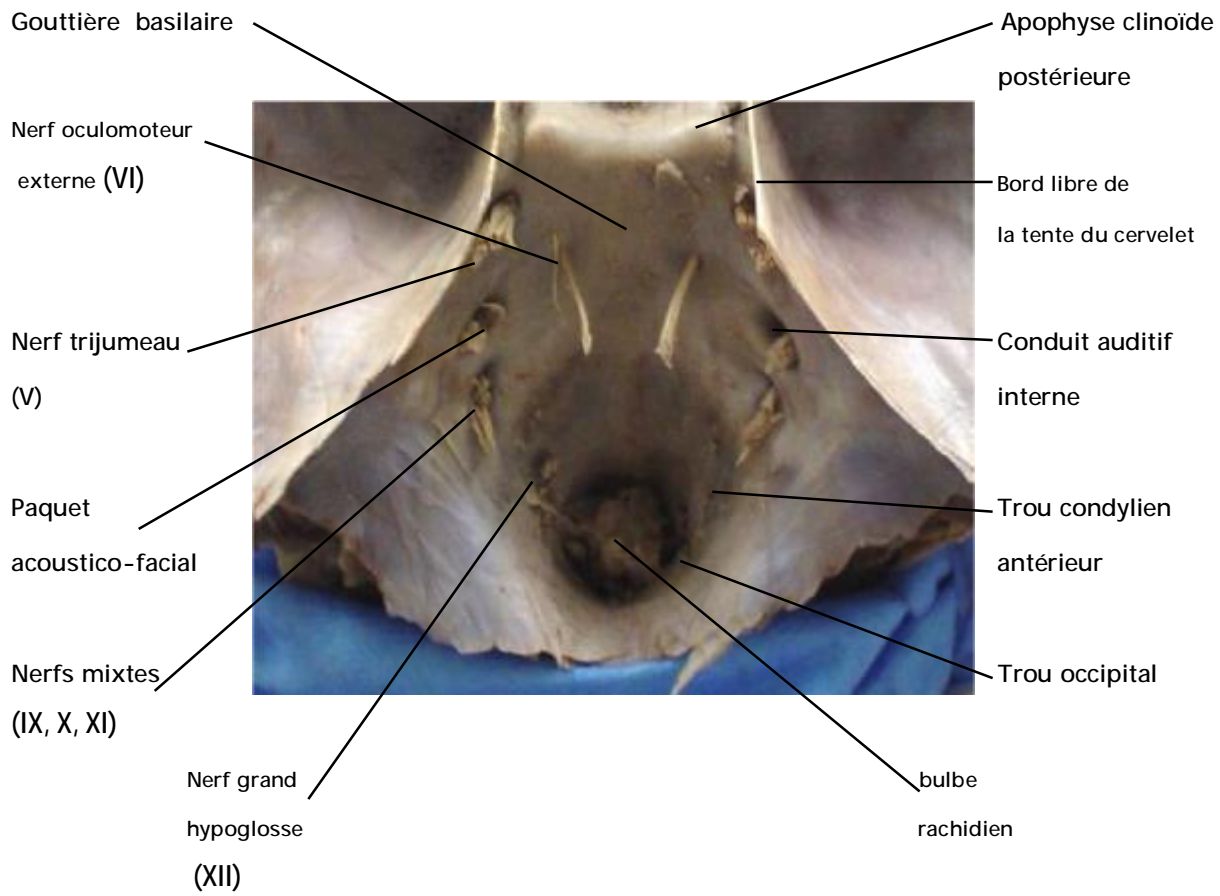 Gouttière basilaire
Nerf oculomoteur
externe (VI)
Nerf trijumeau
(V)
Paquet
acoustico-facial
Nerfs mixtes
(IX, X, XI)
Nerf grand
hypoglosse
(XII)
Apophyse clinoïde
postérieure
Bord libre de
la tente du cervelet
Conduit auditif
interne
Trou condylien
antérieur
Trou occipital
bulbe
rachidien